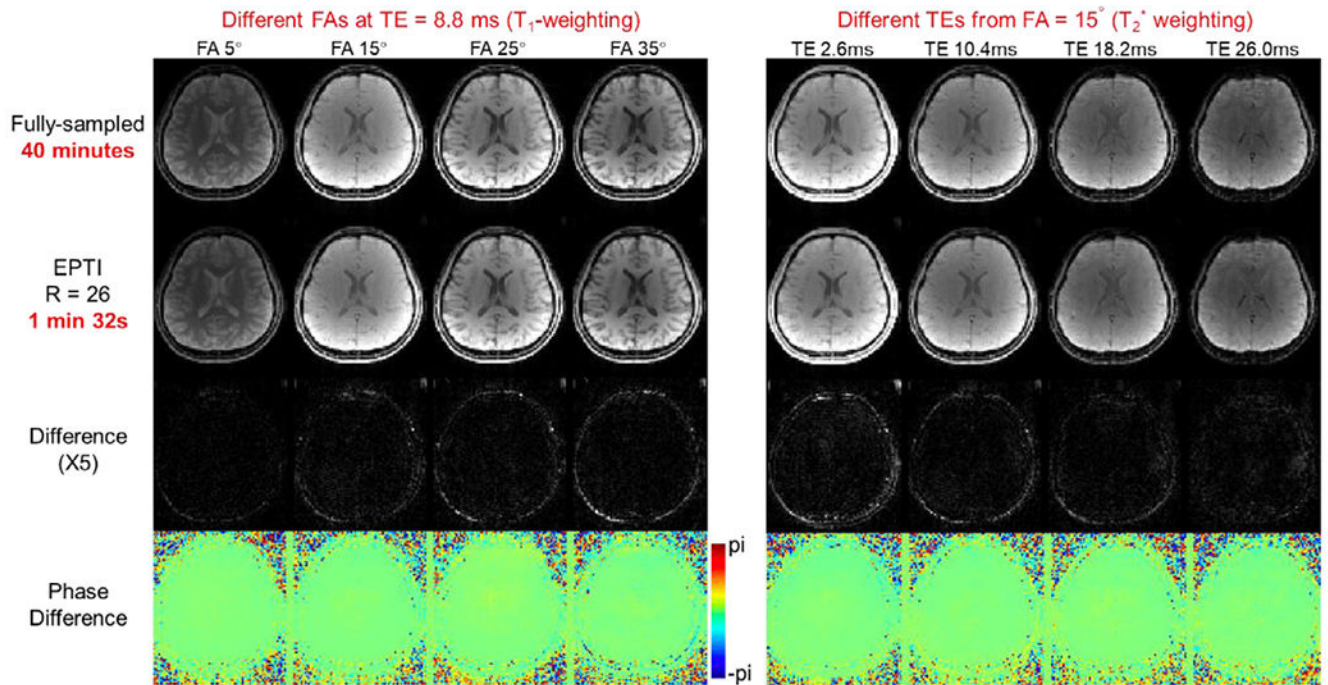 Different FAs at TE = 8.8 ms (T₁-weighting)
FA 5° FA 15° FA 25° FA 35°
Different TEs from FA = 15° (T₂* weighting)
TE 2.6ms TE 10.4ms TE 18.2ms TE 26.0ms
Fully-sampled
40 minutes
EPTI
R = 26
1 min 32s
Difference
(X5)
Phase
Difference
pi
-pi